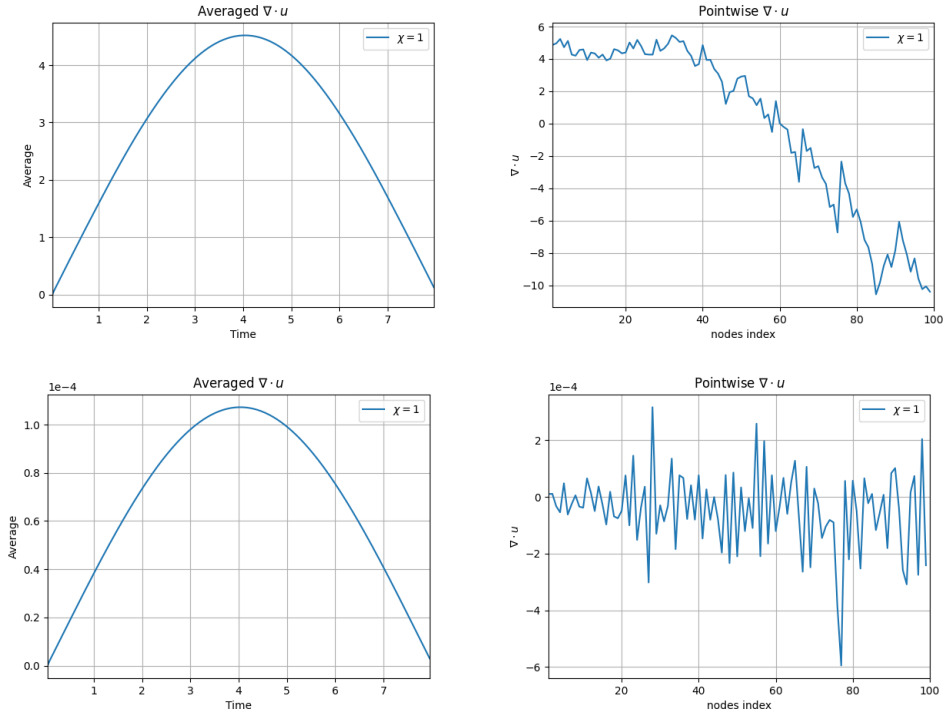 Averaged ∇ · u
χ = 1
4
3
2
1
0
Average
1 2 3 4 5 6 7
Time
Pointwise ∇ · u
χ = 1
6
4
2
0
−2
−4
−6
−8
−10
∇ · u
20 40 60 80 100
nodes index
Averaged ∇ · u
1e−4
χ = 1
1.0
0.8
0.6
0.4
0.2
0.0
Average
1 2 3 4 5 6 7
Time
Pointwise ∇ · u
1e−4
χ = 1
2
0
−2
−4
−6
∇ · u
20 40 60 80 100
nodes index